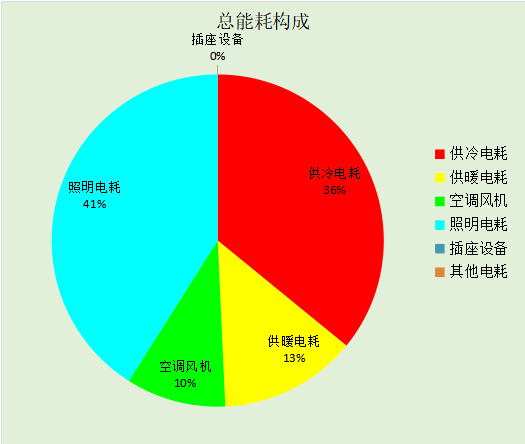 总能耗构成
插座设备
0%
供冷电耗
36%
照明电耗
41%
供暖电耗
13%
空调风机
10%
供冷电耗
供暖电耗
空调风机
照明电耗
插座设备
其他电耗